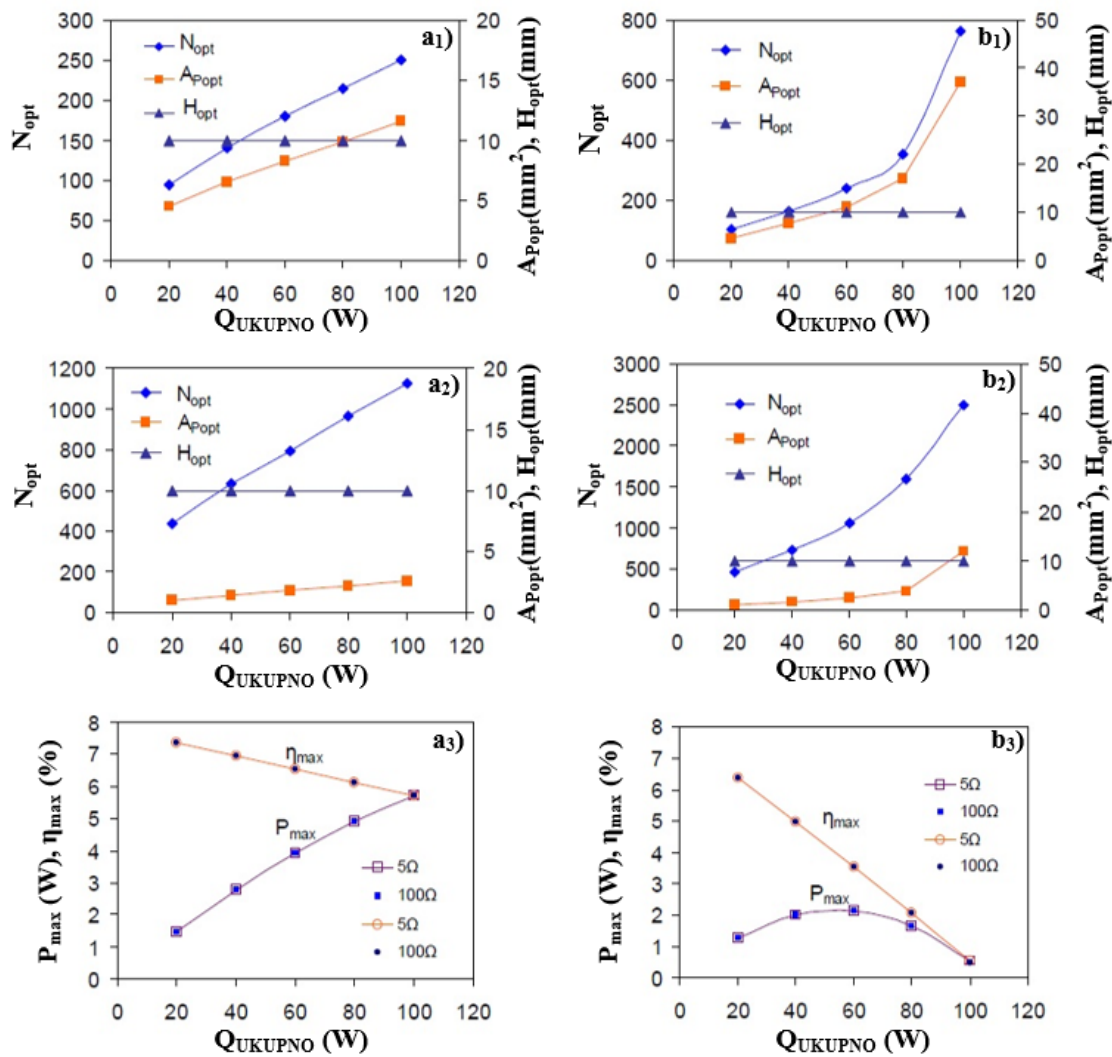 a₁)
N_opt
A_Popt
H_opt
300
250
200
150
100
50
0
20
15
10
5
0
0 20 40 60 80 100 120
N_opt
A_Popt(mm²), H_opt(mm)
Q_UKUPNO (W)
b₁)
N_opt
A_Popt
H_opt
800
600
400
200
0
50
40
30
20
10
0
0 20 40 60 80 100 120
N_opt
A_Popt(mm²), H_opt(mm)
Q_UKUPNO (W)
a₂)
N_opt
A_Popt
H_opt
1200
1000
800
600
400
200
0
20
15
10
5
0
0 20 40 60 80 100 120
N_opt
A_Popt(mm²), H_opt(mm)
Q_UKUPNO (W)
b₂)
N_opt
A_Popt
H_opt
3000
2500
2000
1500
1000
500
0
50
40
30
20
10
0
0 20 40 60 80 100 120
N_opt
A_Popt(mm²), H_opt(mm)
Q_UKUPNO (W)
a₃)
η_max
P_max
5Ω
100Ω
5Ω
100Ω
8
7
6
5
4
3
2
1
0
0 20 40 60 80 100 120
P_max (W), η_max (%)
Q_UKUPNO (W)
b₃)
η_max
P_max
5Ω
100Ω
5Ω
100Ω
8
7
6
5
4
3
2
1
0
0 20 40 60 80 100 120
P_max (W), η_max (%)
Q_UKUPNO (W)